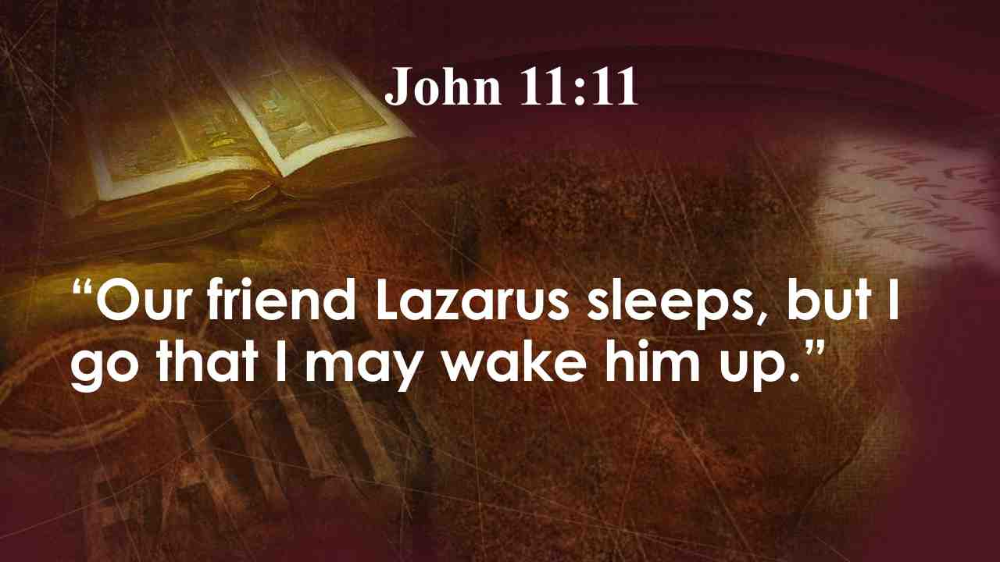 John 11:11
“Our friend Lazarus sleeps, but I
go that I may wake him up.”